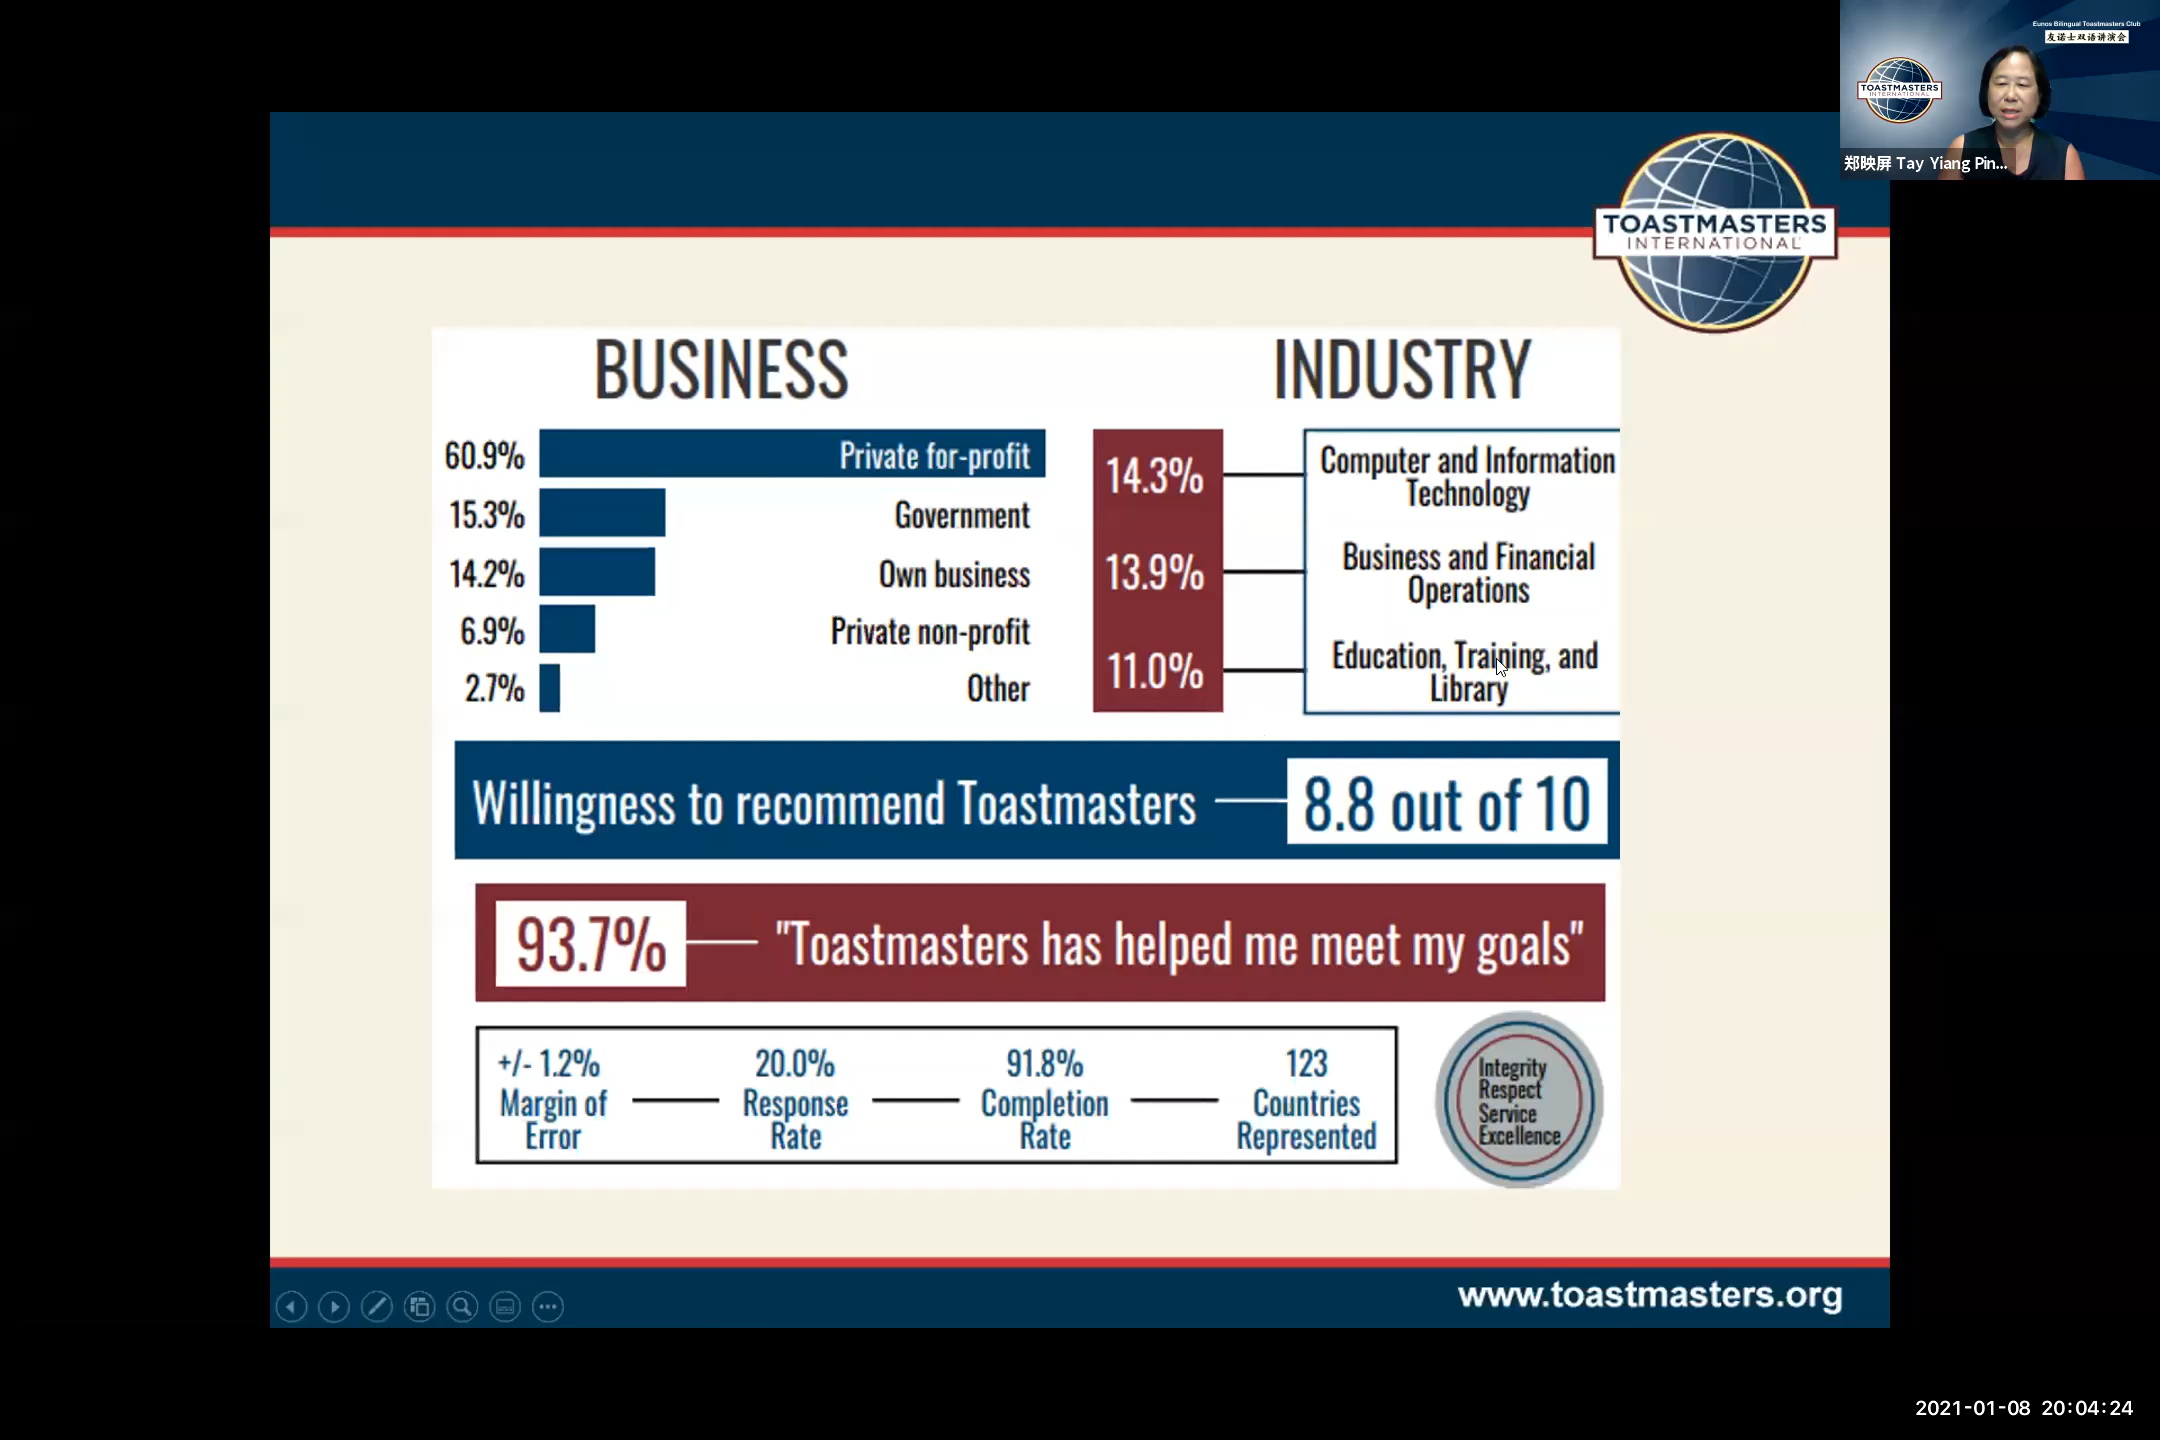 Eunos Bilingual Toastmasters Club
友诺士双语讲演会
TOASTMASTERS
INTERNATIONAL
郑映屏 Tay Yiang Pin...
TOASTMASTERS
INTERNATIONAL
BUSINESS
60.9% Private for-profit
15.3% Government
14.2% Own business
6.9% Private non-profit
2.7% Other
INDUSTRY
14.3% Computer and Information
Technology
13.9% Business and Financial
Operations
11.0% Education, Training, and
Library
Willingness to recommend Toastmasters 8.8 out of 10
93.7% "Toastmasters has helped me meet my goals"
+/- 1.2%
Margin of
Error
20.0%
Response
Rate
91.8%
Completion
Rate
123
Countries
Represented
Integrity
Respect
Service
Excellence
www.toastmasters.org
2021-01-08 20:04:24